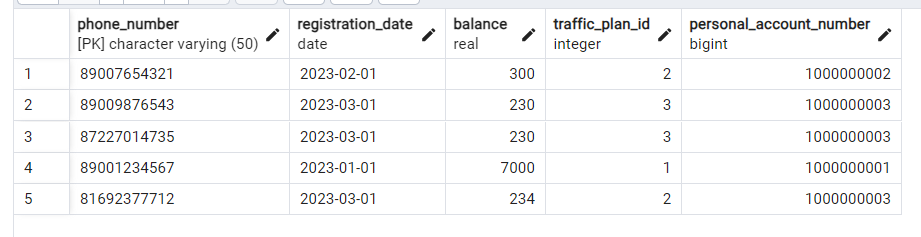 phone_number registration_date balance traffic_plan_id personal_account_number
[PK] character varying (50) date real integer bigint
1 89007654321 2023-02-01 300 2 1000000002
2 89009876543 2023-03-01 230 3 1000000003
3 87227014735 2023-03-01 230 3 1000000003
4 89001234567 2023-01-01 7000 1 1000000001
5 81692377712 2023-03-01 234 2 1000000003